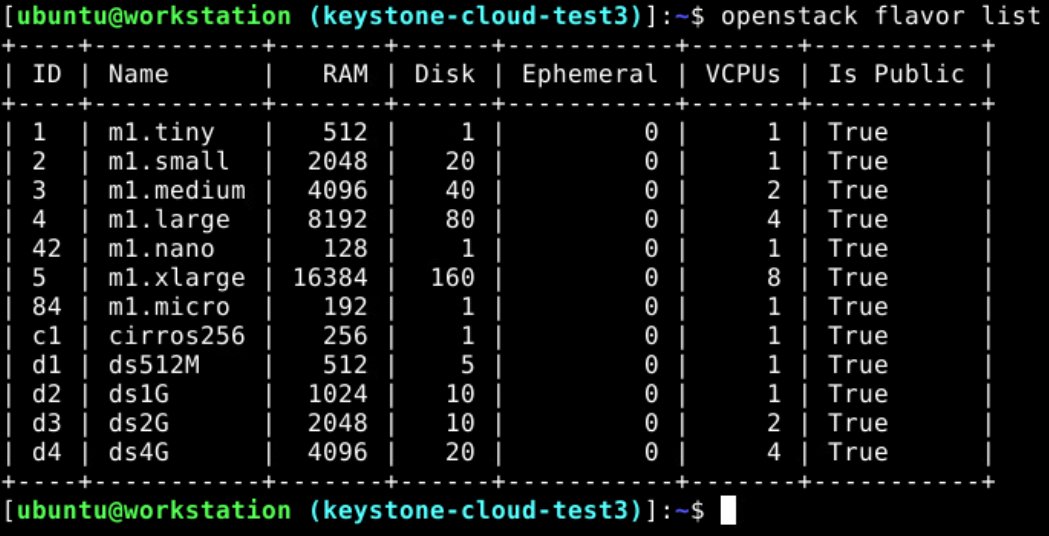 [ubuntu@workstation (keystone-cloud-test3)]:~$ openstack flavor list
+----+-----------+-------+------+-----------+-------+-----------+
| ID | Name      |   RAM | Disk | Ephemeral | VCPUs | Is Public |
+----+-----------+-------+------+-----------+-------+-----------+
| 1  | m1.tiny   |   512 |    1 |         0 |     1 | True      |
| 2  | m1.small  |  2048 |   20 |         0 |     1 | True      |
| 3  | m1.medium |  4096 |   40 |         0 |     2 | True      |
| 4  | m1.large  |  8192 |   80 |         0 |     4 | True      |
| 42 | m1.nano   |   128 |    1 |         0 |     1 | True      |
| 5  | m1.xlarge | 16384 |  160 |         0 |     8 | True      |
| 84 | m1.micro  |   192 |    1 |         0 |     1 | True      |
| c1 | cirros256 |   256 |    1 |         0 |     1 | True      |
| d1 | ds512M    |   512 |    5 |         0 |     1 | True      |
| d2 | ds1G      |  1024 |   10 |         0 |     1 | True      |
| d3 | ds2G      |  2048 |   10 |         0 |     2 | True      |
| d4 | ds4G      |  4096 |   20 |         0 |     4 | True      |
+----+-----------+-------+------+-----------+-------+-----------+
[ubuntu@workstation (keystone-cloud-test3)]:~$